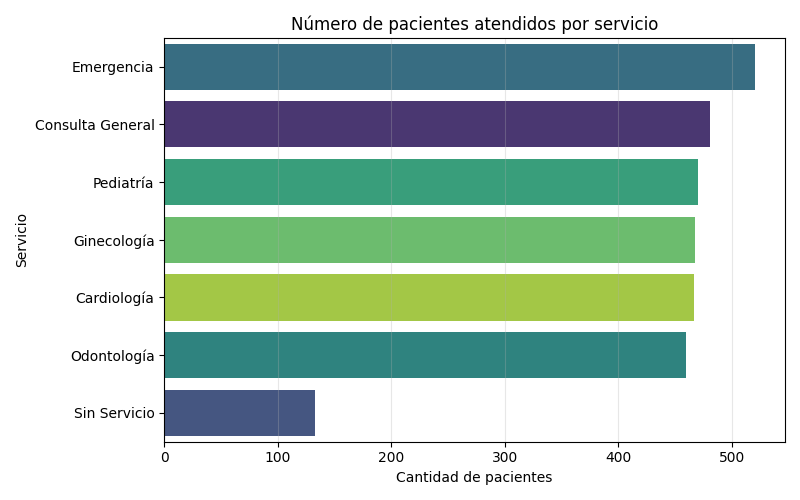 Número de pacientes atendidos por servicio
Servicio
Emergencia
Consulta General
Pediatría
Ginecología
Cardiología
Odontología
Sin Servicio
0 100 200 300 400 500
Cantidad de pacientes